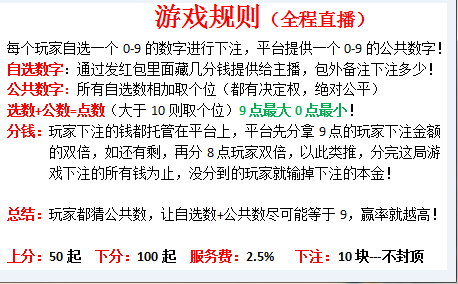 游戏规则（全程直播）
每个玩家自选一个 0-9 的数字进行下注，平台提供一个 0-9 的公共数字！
自选数字：通过发红包里面藏几分钱提供给主播，包外备注下注多少！
公共数字：所有自选数字相加取个位（都有决定权，绝对公平）
选数+公数=点数（大于 10 则取个位）9 点最大 0 点最小！
分钱：玩家下注的钱都托管在平台上，平台先分拿 9 点的玩家下注金额
的双倍，如还有剩，再分 8 点玩家双倍，以此类推，分完这局游
戏下注的所有钱为止，没分到的玩家就输掉下注的本金！
总结：玩家都猜公共数，让自选数+公共数尽可能等于 9，赢率就越高！
上分：50 起 下分：100 起 服务费：2.5% 下注：10 块---不封顶